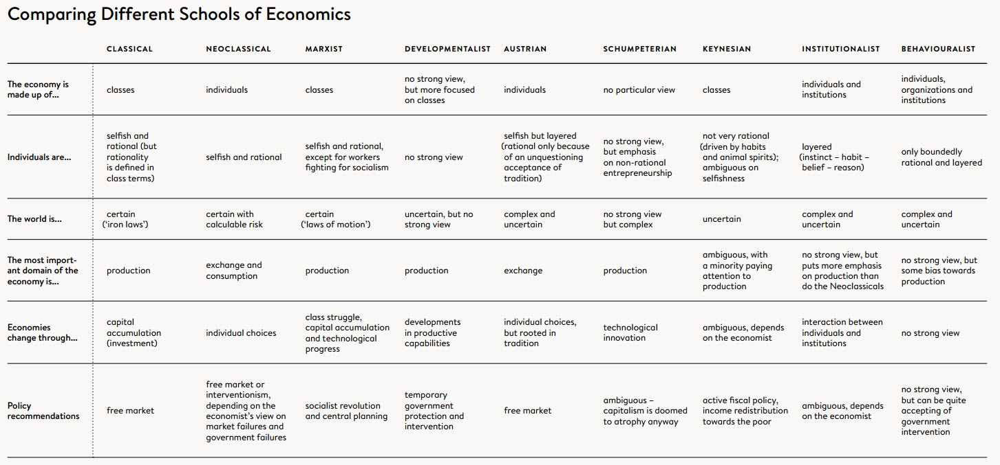 Comparing Different Schools of Economics
CLASSICAL
NEOCLASSICAL
MARXIST
DEVELOPMENTALIST
AUSTRIAN
SCHUMPETERIAN
KEYNESIAN
INSTITUTIONALIST
BEHAVIOURALIST
The economy is
made up of...
classes
individuals
classes
no strong view,
but more focused
on classes
individuals
no particular view
classes
individuals and
institutions
individuals,
organizations and
institutions
Individuals are...
selfish and
rational (but
rationality
is defined in
class terms)
selfish and rational
selfish and rational,
except for workers
fighting for socialism
no strong view
selfish but layered
(rational only because
of an unquestioning
acceptance of
tradition)
no strong view,
but emphasis
on non-rational
entrepreneurship
not very rational
(driven by habits
and animal spirits);
ambiguous on
selfishness
layered
(instinct – habit –
belief – reason)
only boundedly
rational and layered
The world is...
certain
(‘iron laws’)
certain with
calculable risk
certain
(‘laws of motion’)
uncertain, but no
strong view
complex and
uncertain
no strong view
but complex
uncertain
complex and
uncertain
complex and
uncertain
The most import-
ant domain of the
economy is...
production
exchange and
consumption
production
production
exchange
production
ambiguous, with
a minority paying
attention to
production
no strong view, but
puts more emphasis
on production than
do the Neoclassicals
no strong view, but
some bias towards
production
Economies
change through...
capital
accumulation
(investment)
individual choices
class struggle,
capital accumulation
and technological
progress
developments
in productive
capabilities
individual choices,
but rooted in
tradition
technological
innovation
ambiguous, depends
on the economist
interaction between
individuals and
institutions
no strong view
Policy
recommendations
free market
free market or
interventionism,
depending on the
economist’s view on
market failures and
government failures
socialist revolution
and central planning
temporary
government
protection and
intervention
free market
ambiguous –
capitalism is doomed
to atrophy anyway
active fiscal policy,
income redistribution
towards the poor
ambiguous, depends
on the economist
no strong view,
but can be quite
accepting of
government
intervention